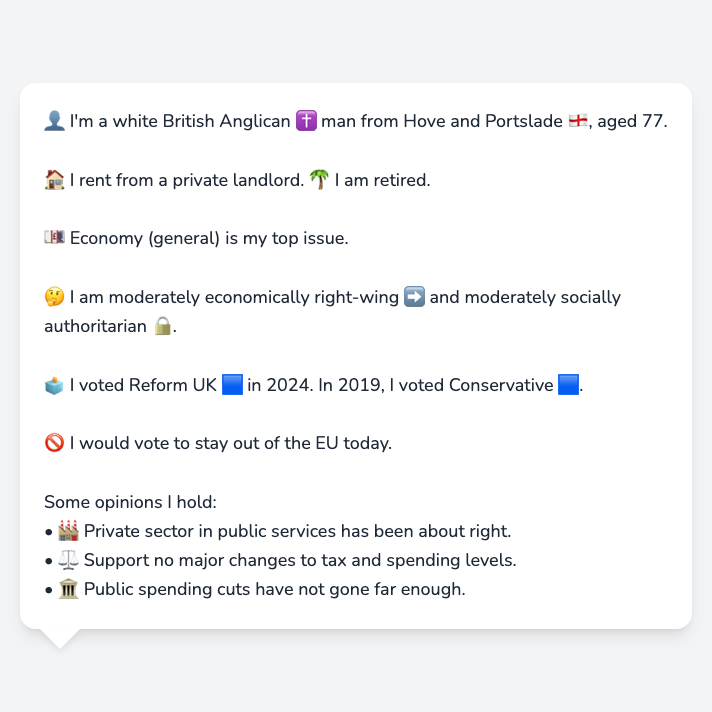 👤 I'm a white British Anglican ✝️ man from Hove and Portslade 🏴󠁧󠁢󠁥󠁮󠁧󠁿, aged 77.
🏠 I rent from a private landlord. 🌴 I am retired.
💷 Economy (general) is my top issue.
🤔 I am moderately economically right-wing ➡️ and moderately socially
authoritarian 🔒.
🗳️ I voted Reform UK 🟦 in 2024. In 2019, I voted Conservative 🟦.
🚫 I would vote to stay out of the EU today.
Some opinions I hold:
• 🏭 Private sector in public services has been about right.
• ⚖️ Support no major changes to tax and spending levels.
• 🏛️ Public spending cuts have not gone far enough.